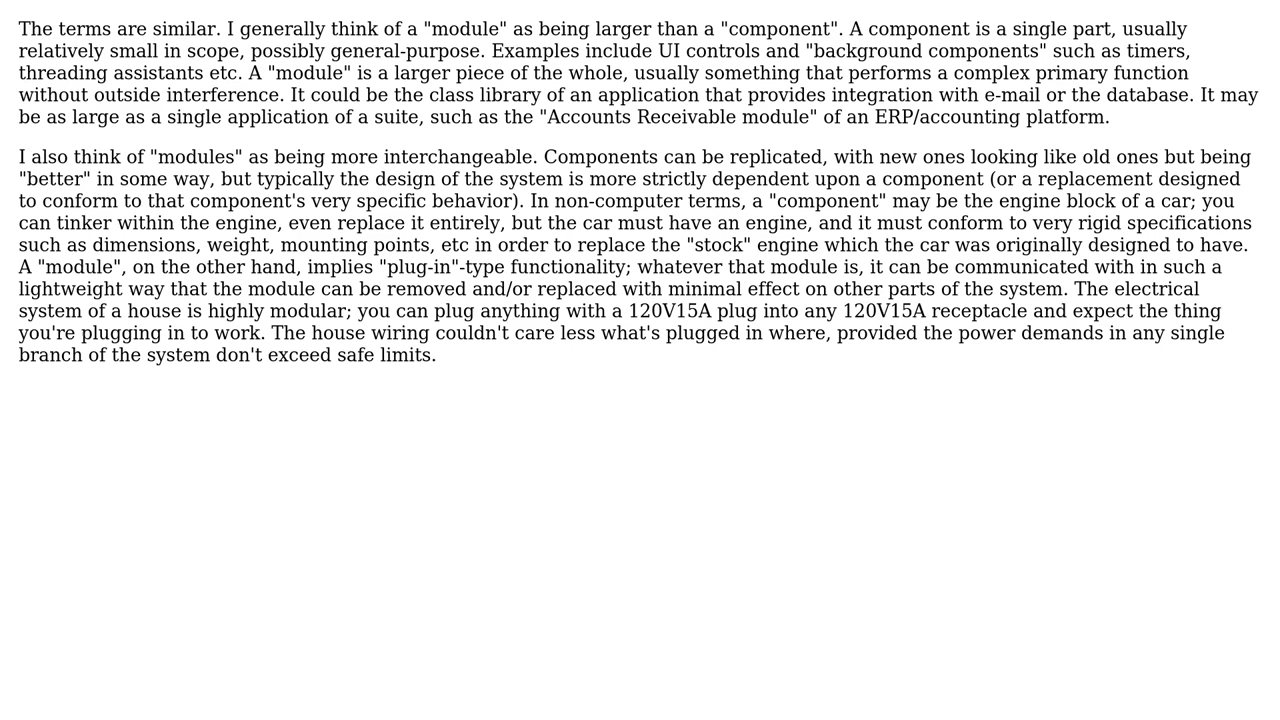 The terms are similar. I generally think of a "module" as being larger than a "component". A component is a single part, usually
relatively small in scope, possibly general-purpose. Examples include UI controls and "background components" such as timers,
threading assistants etc. A "module" is a larger piece of the whole, usually something that performs a complex primary function
without outside interference. It could be the class library of an application that provides integration with e-mail or the database. It may
be as large as a single application of a suite, such as the "Accounts Receivable module" of an ERP/accounting platform.
I also think of "modules" as being more interchangeable. Components can be replicated, with new ones looking like old ones but being
"better" in some way, but typically the design of the system is more strictly dependent upon a component (or a replacement designed
to conform to that component's very specific behavior). In non-computer terms, a "component" may be the engine block of a car; you
can tinker within the engine, even replace it entirely, but the car must have an engine, and it must conform to very rigid specifications
such as dimensions, weight, mounting points, etc in order to replace the "stock" engine which the car was originally designed to have.
A "module", on the other hand, implies "plug-in"-type functionality; whatever that module is, it can be communicated with in such a
lightweight way that the module can be removed and/or replaced with minimal effect on other parts of the system. The electrical
system of a house is highly modular; you can plug anything with a 120V15A plug into any 120V15A receptacle and expect the thing
you're plugging in to work. The house wiring couldn't care less what's plugged in where, provided the power demands in any single
branch of the system don't exceed safe limits.